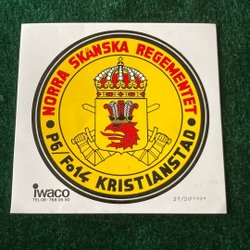 NORRA SKÅNSKA REGEMENTET
• P6 Fo14 KRISTIANSTAD •
iwaco